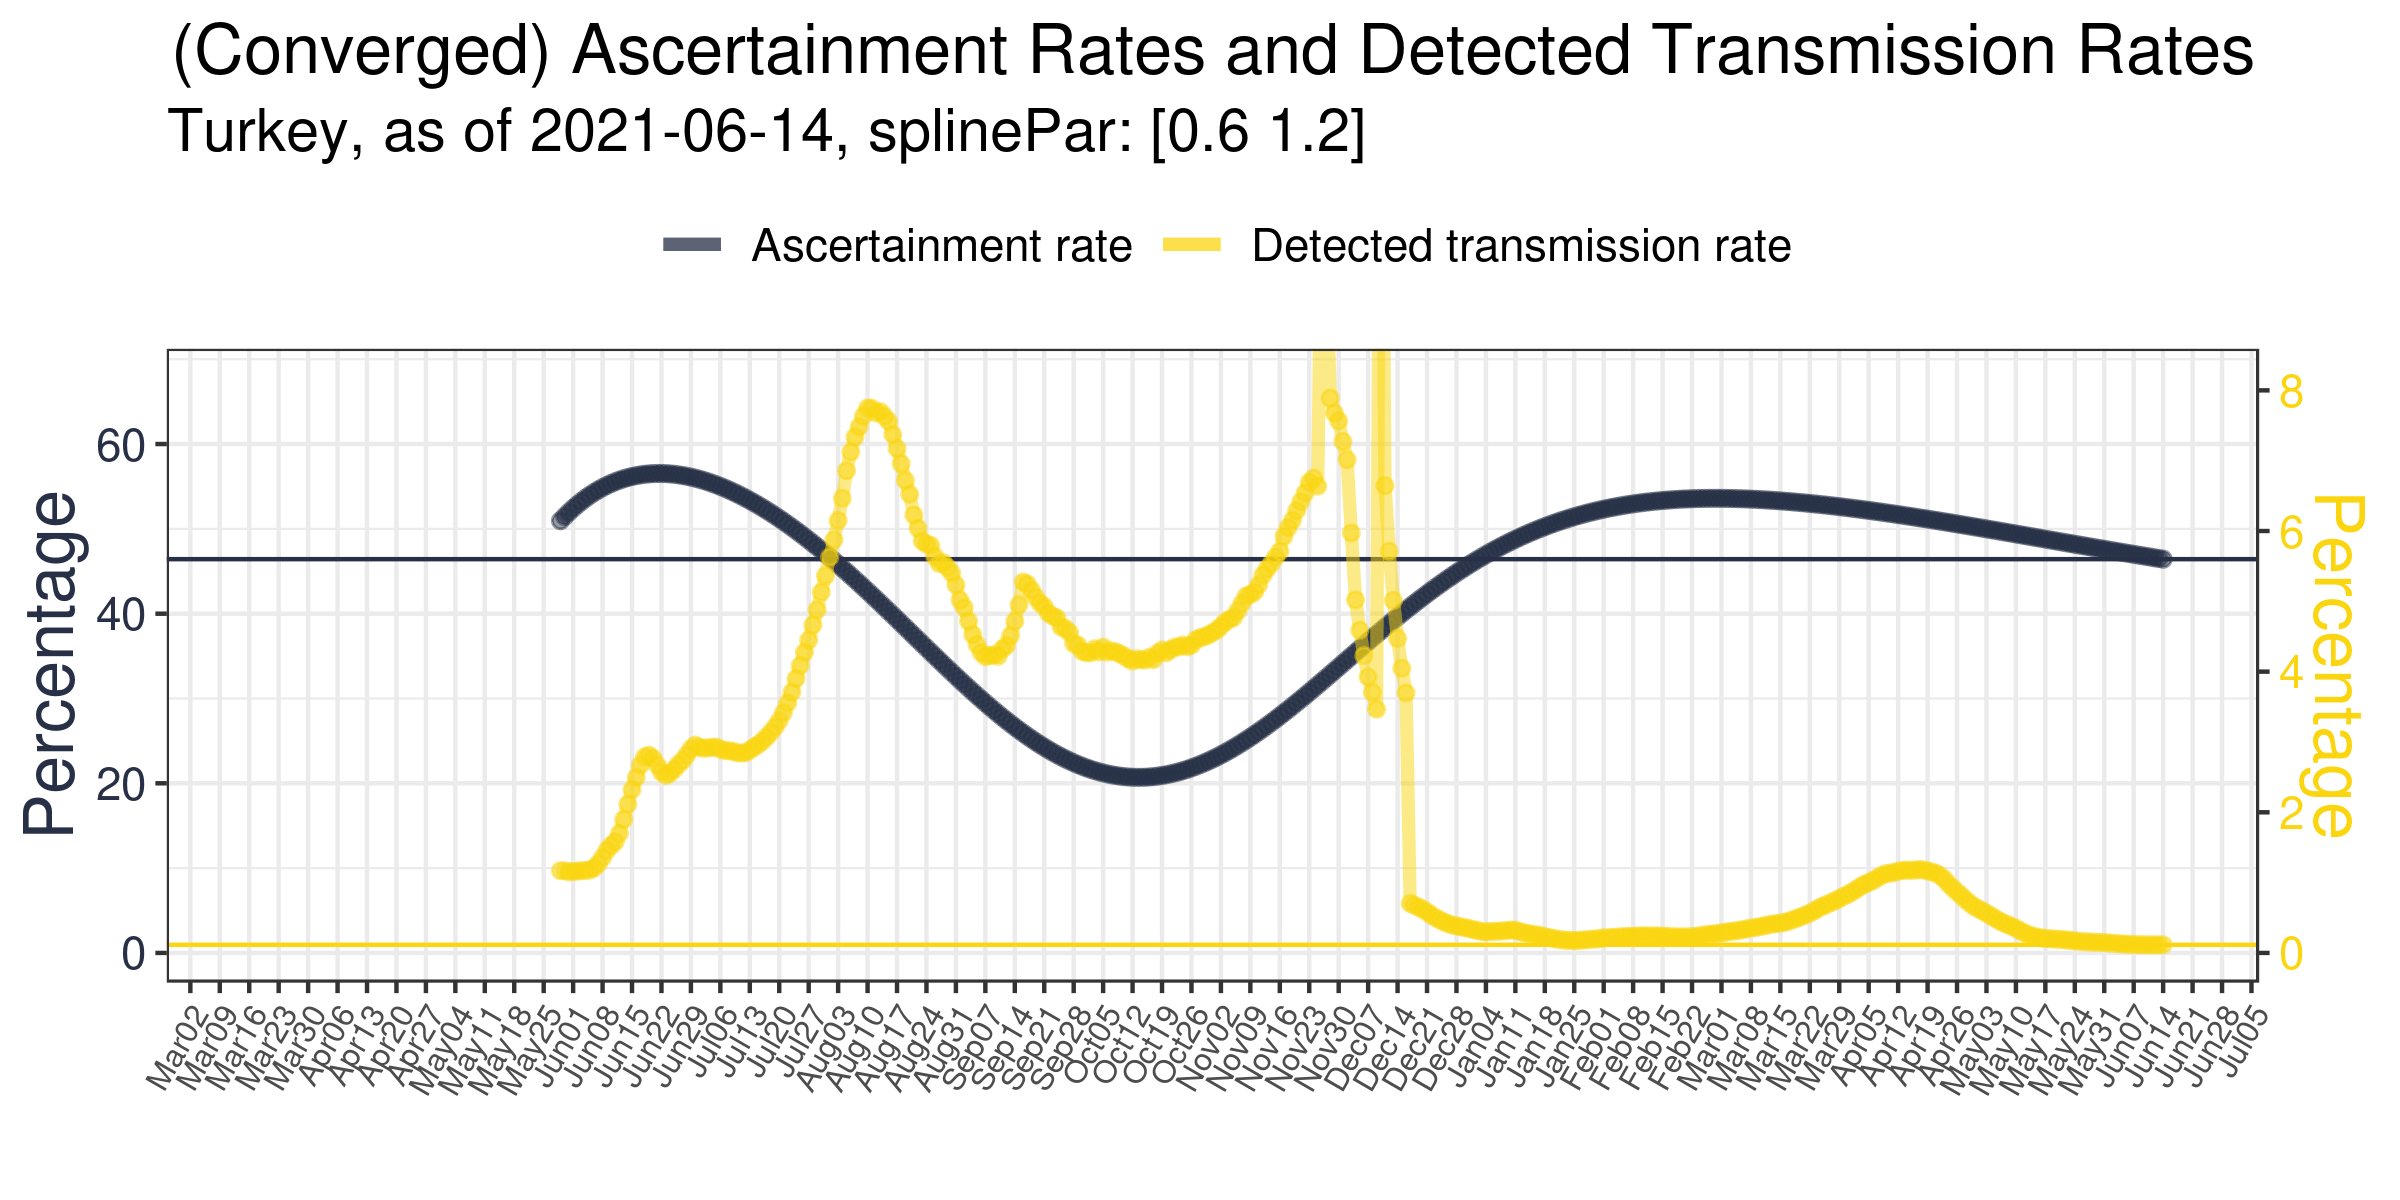 (Converged) Ascertainment Rates and Detected Transmission Rates
Turkey, as of 2021-06-14, splinePar: [0.6 1.2]
Ascertainment rate Detected transmission rate
Percentage
60
40
20
0
8
6
4
2
0
Percentage
Mar02 Mar09 Mar16 Mar23 Mar30 Apr06 Apr13 Apr20 Apr27 May04 May11 May18 May25 Jun01 Jun08 Jun15 Jun22 Jun29 Jul06 Jul13 Jul20 Jul27 Aug03 Aug10 Aug17 Aug24 Aug31 Sep07 Sep14 Sep21 Sep28 Oct05 Oct12 Oct19 Oct26 Nov02 Nov09 Nov16 Nov23 Nov30 Dec07 Dec14 Dec21 Dec28 Jan04 Jan11 Jan18 Jan25 Feb01 Feb08 Feb15 Feb22 Mar01 Mar08 Mar15 Mar22 Mar29 Apr05 Apr12 Apr19 Apr26 May03 May10 May17 May24 May31 Jun07 Jun14 Jun21 Jun28 Jul05